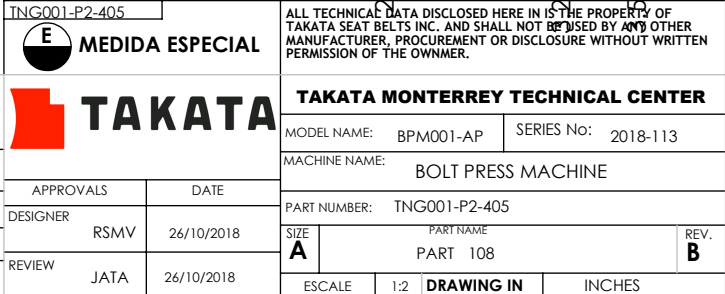 TNG001-P2-405
E
MEDIDA ESPECIAL
ALL TECHNICAL DATA DISCLOSED HERE IN IS THE PROPERTY OF
TAKATA SEAT BELTS INC. AND SHALL NOT BE USED BY ANY OTHER
MANUFACTURER, PROCUREMENT OR DISCLOSURE WITHOUT WRITTEN
PERMISSION OF THE OWNMER.
TAKATA
TAKATA MONTERREY TECHNICAL CENTER
MODEL NAME: BPM001-AP SERIES No: 2018-113
MACHINE NAME:
BOLT PRESS MACHINE
APPROVALS DATE
PART NUMBER: TNG001-P2-405
DESIGNER
RSMV 26/10/2018
SIZE PART NAME REV.
A PART 108 B
REVIEW
JATA 26/10/2018
ESCALE 1:2 DRAWING IN INCHES